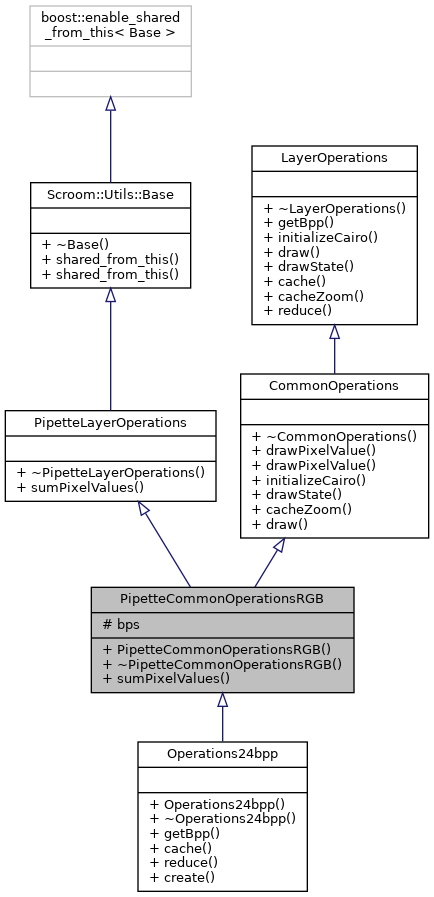 boost::enable_shared
_from_this< Base >
Scroom::Utils::Base
+ ~Base()
+ shared_from_this()
+ shared_from_this()
LayerOperations
+ ~LayerOperations()
+ getBpp()
+ initializeCairo()
+ draw()
+ drawState()
+ cache()
+ cacheZoom()
+ reduce()
PipetteLayerOperations
+ ~PipetteLayerOperations()
+ sumPixelValues()
CommonOperations
+ ~CommonOperations()
+ drawPixelValue()
+ drawPixelValue()
+ initializeCairo()
+ drawState()
+ cacheZoom()
+ draw()
PipetteCommonOperationsRGB
# bps
+ PipetteCommonOperationsRGB()
+ ~PipetteCommonOperationsRGB()
+ sumPixelValues()
Operations24bpp
+ Operations24bpp()
+ ~Operations24bpp()
+ getBpp()
+ cache()
+ reduce()
+ create()